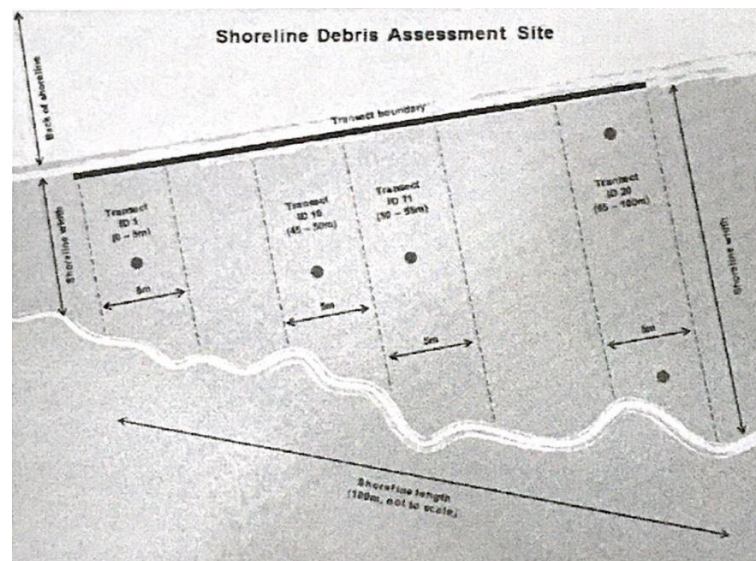 Shoreline Debris Assessment Site
Back of shoreline
Transect boundary
Shoreline width
Transect
ID 1
(0 – 5m)
5m
Transect
ID 10
(45 – 50m)
5m
Transect
ID 11
(50 – 55m)
5m
Transect
ID 20
(95 – 100m)
5m
Shoreline width
Shoreline length
(100m, not to scale)